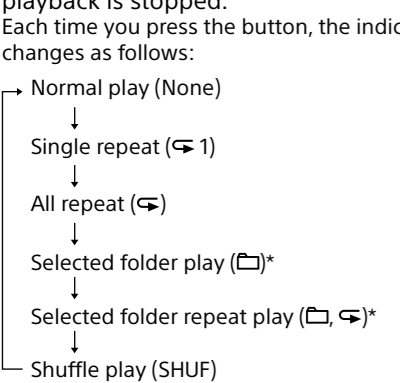 playback is stopped.
Each time you press the button, the
changes as follows:
Normal play (None)
Single repeat (1)
All repeat ()
Selected folder play ()*
Selected folder repeat play (, )*
Shuffle play (SHUF)